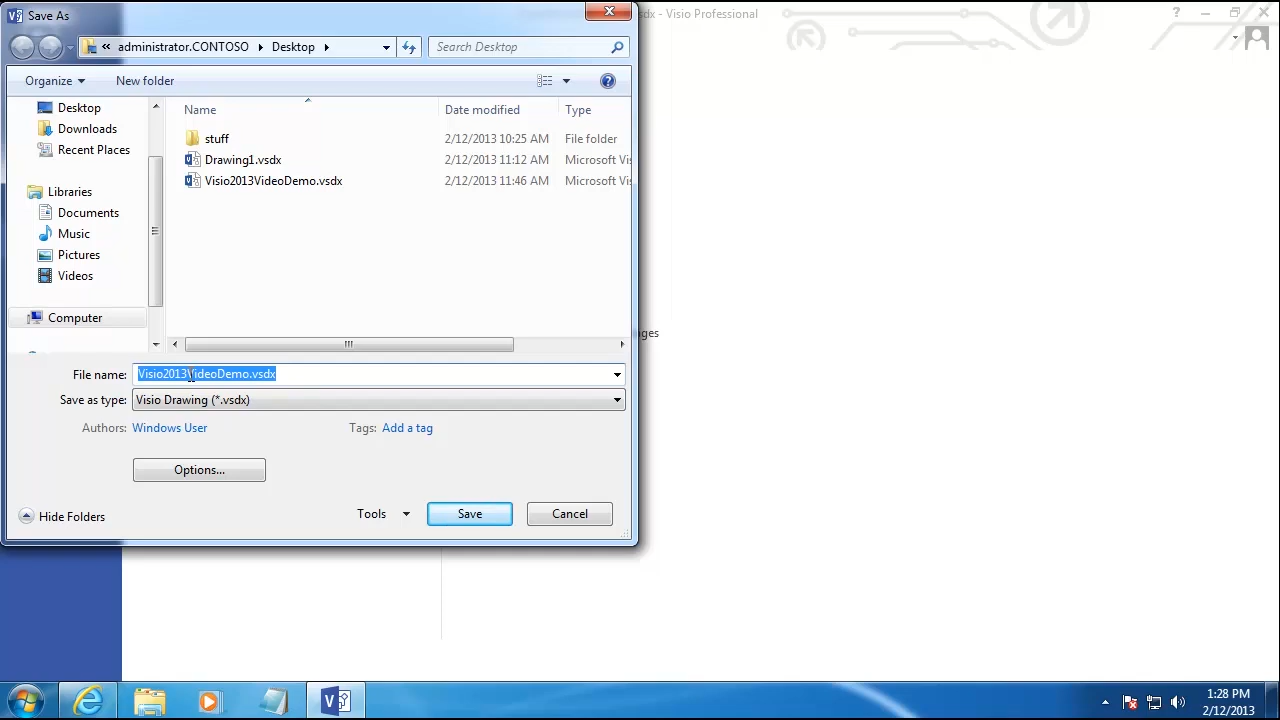 Save As
sdx - Visio Professional
?
« administrator.CONTOSO Desktop
Search Desktop
Organize
New folder
Name Date modified Type
Desktop
Downloads
Recent Places
Libraries
Documents
Music
Pictures
Videos
Computer
stuff 2/12/2013 10:25 AM File folder
Drawing1.vsdx 2/12/2013 11:12 AM Microsoft Vis
Visio2013VideoDemo.vsdx 2/12/2013 11:46 AM Microsoft Vis
nges
File name: Visio2013VideoDemo.vsdx
Save as type: Visio Drawing (*.vsdx)
Authors: Windows User Tags: Add a tag
Options...
Hide Folders
Tools Save Cancel
1:28 PM
2/12/2013